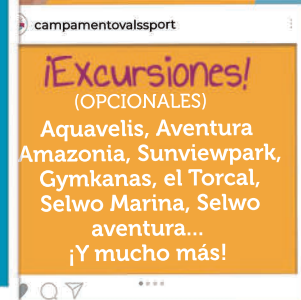 campamentovalssport
¡Excursiones!
(OPCIONALES)
Aquavelis, Aventura
Amazonia, Sunviewpark,
Gymkanas, el Torcal,
Selwo Marina, Selwo
aventura...
¡Y mucho más!